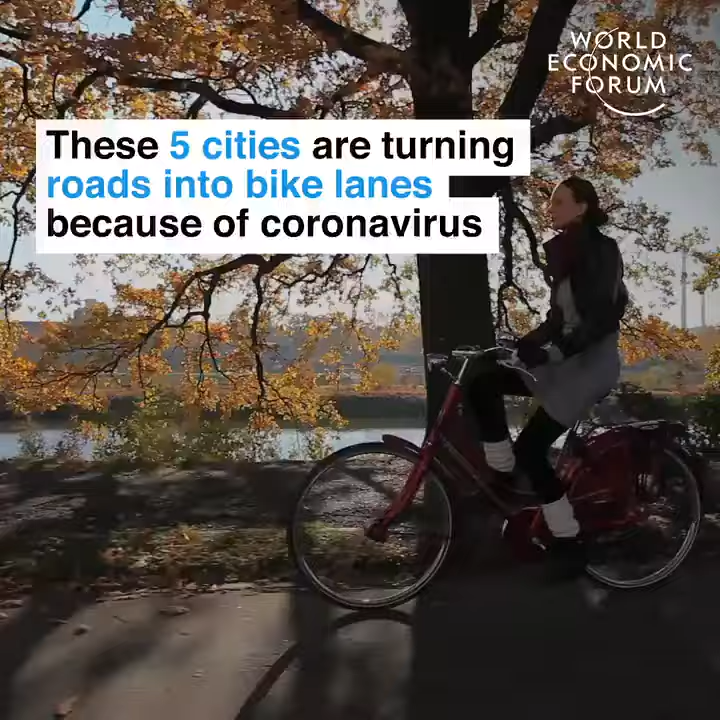 WORLD
ECONOMIC
FORUM
These 5 cities are turning
roads into bike lanes
because of coronavirus